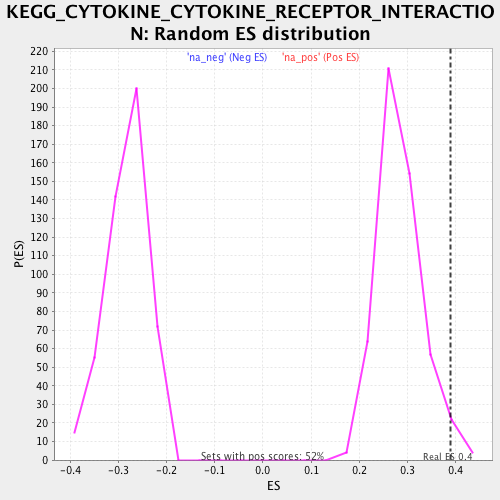 KEGG_CYTOKINE_CYTOKINE_RECEPTOR_INTERACTIO
N: Random ES distribution
'na_neg' (Neg ES) 'na_pos' (Pos ES)
220
210
200
190
180
170
160
150
140
130
120
110
100
90
80
70
60
50
40
30
20
10
0
P(ES)
Sets with pos scores: 52%
Real ES 0.4
-0.4 -0.3 -0.2 -0.1 0.0 0.1 0.2 0.3 0.4
ES